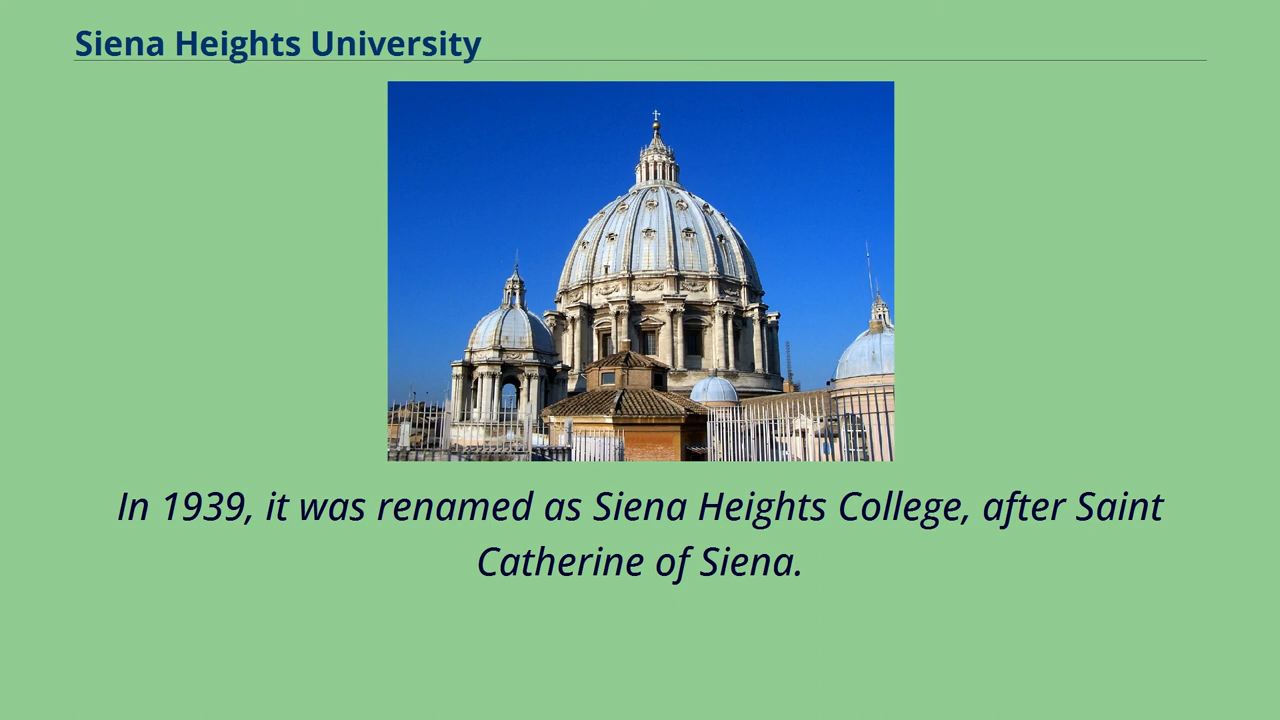 Siena Heights University
In 1939, it was renamed as Siena Heights College, after Saint
Catherine of Siena.